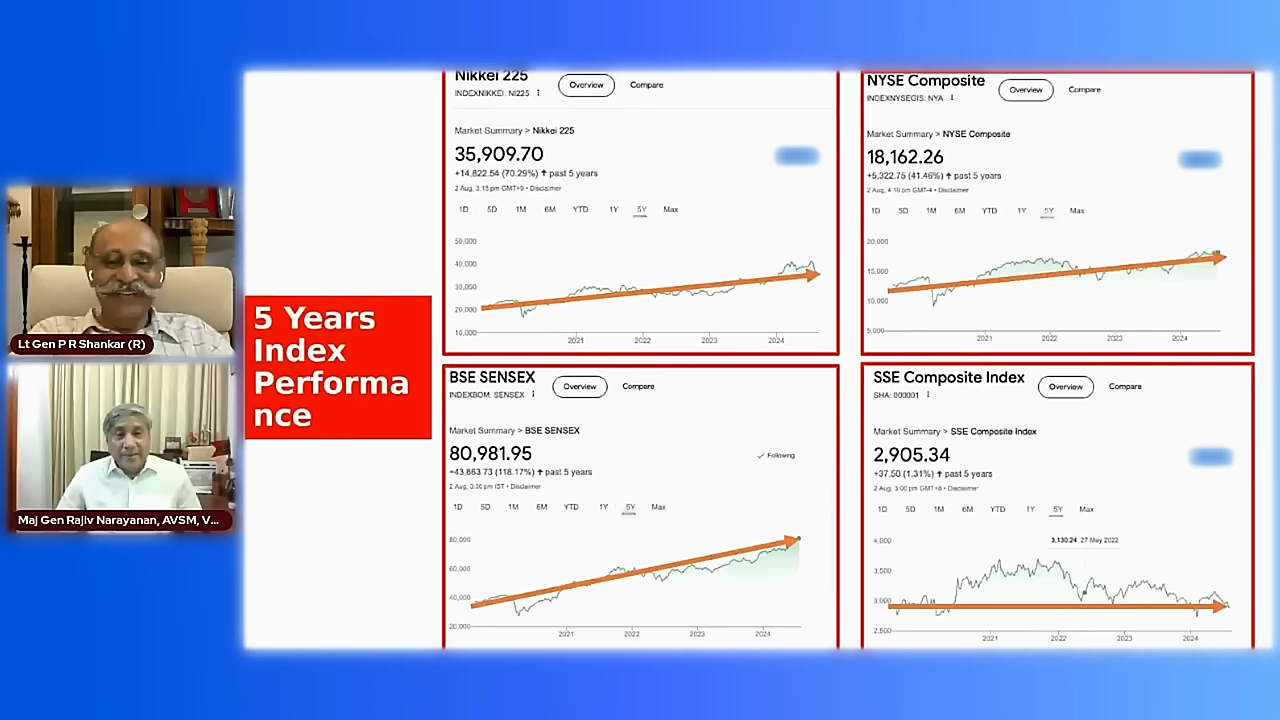 Lt Gen P R Shankar (R)
Maj Gen Rajiv Narayanan, AVSM, V...
5 Years
Index
Performa
nce
Nikkei 225
INDEXNIKKEI: NI225
Overview
Compare
Market Summary > Nikkei 225
35,909.70
+14,822.54 (70.29%) ↑ past 5 years
2 Aug, 3:15 pm GMT+9 • Disclaimer
1D 5D 1M 6M YTD 1Y 5Y Max
50,000
40,000
30,000
20,000
10,000
2021 2022 2023 2024
NYSE Composite
INDEXNYSEGIS: NYA
Overview
Compare
Market Summary > NYSE Composite
18,162.26
+5,322.75 (41.46%) ↑ past 5 years
2 Aug, 4:10 pm GMT-4 • Disclaimer
1D 5D 1M 6M YTD 1Y 5Y Max
20,000
15,000
10,000
5,000
2021 2022 2023 2024
BSE SENSEX
INDEXBOM: SENSEX
Overview
Compare
Market Summary > BSE SENSEX
80,981.95
✓ Following
+43,863.73 (118.17%) ↑ past 5 years
2 Aug, 3:30 pm IST • Disclaimer
1D 5D 1M 6M YTD 1Y 5Y Max
80,000
60,000
40,000
20,000
2021 2022 2023 2024
SSE Composite Index
SHA: 000001
Overview
Compare
Market Summary > SSE Composite Index
2,905.34
+37.50 (1.31%) ↑ past 5 years
2 Aug, 3:00 pm GMT+8 • Disclaimer
1D 5D 1M 6M YTD 1Y 5Y Max
3,130.24 27 May 2022
4,000
3,500
3,000
2,500
2021 2022 2023 2024